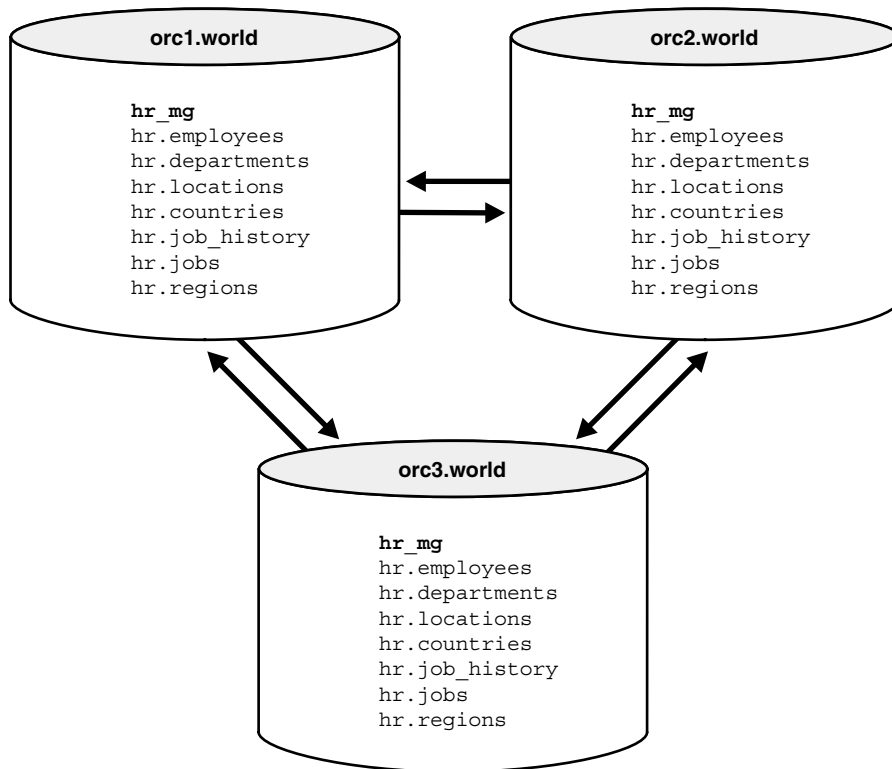 orc1.world
hr_mg
hr.employees
hr.departments
hr.locations
hr.countries
hr.job_history
hr.jobs
hr.regions
orc2.world
hr_mg
hr.employees
hr.departments
hr.locations
hr.countries
hr.job_history
hr.jobs
hr.regions
orc3.world
hr_mg
hr.employees
hr.departments
hr.locations
hr.countries
hr.job_history
hr.jobs
hr.regions